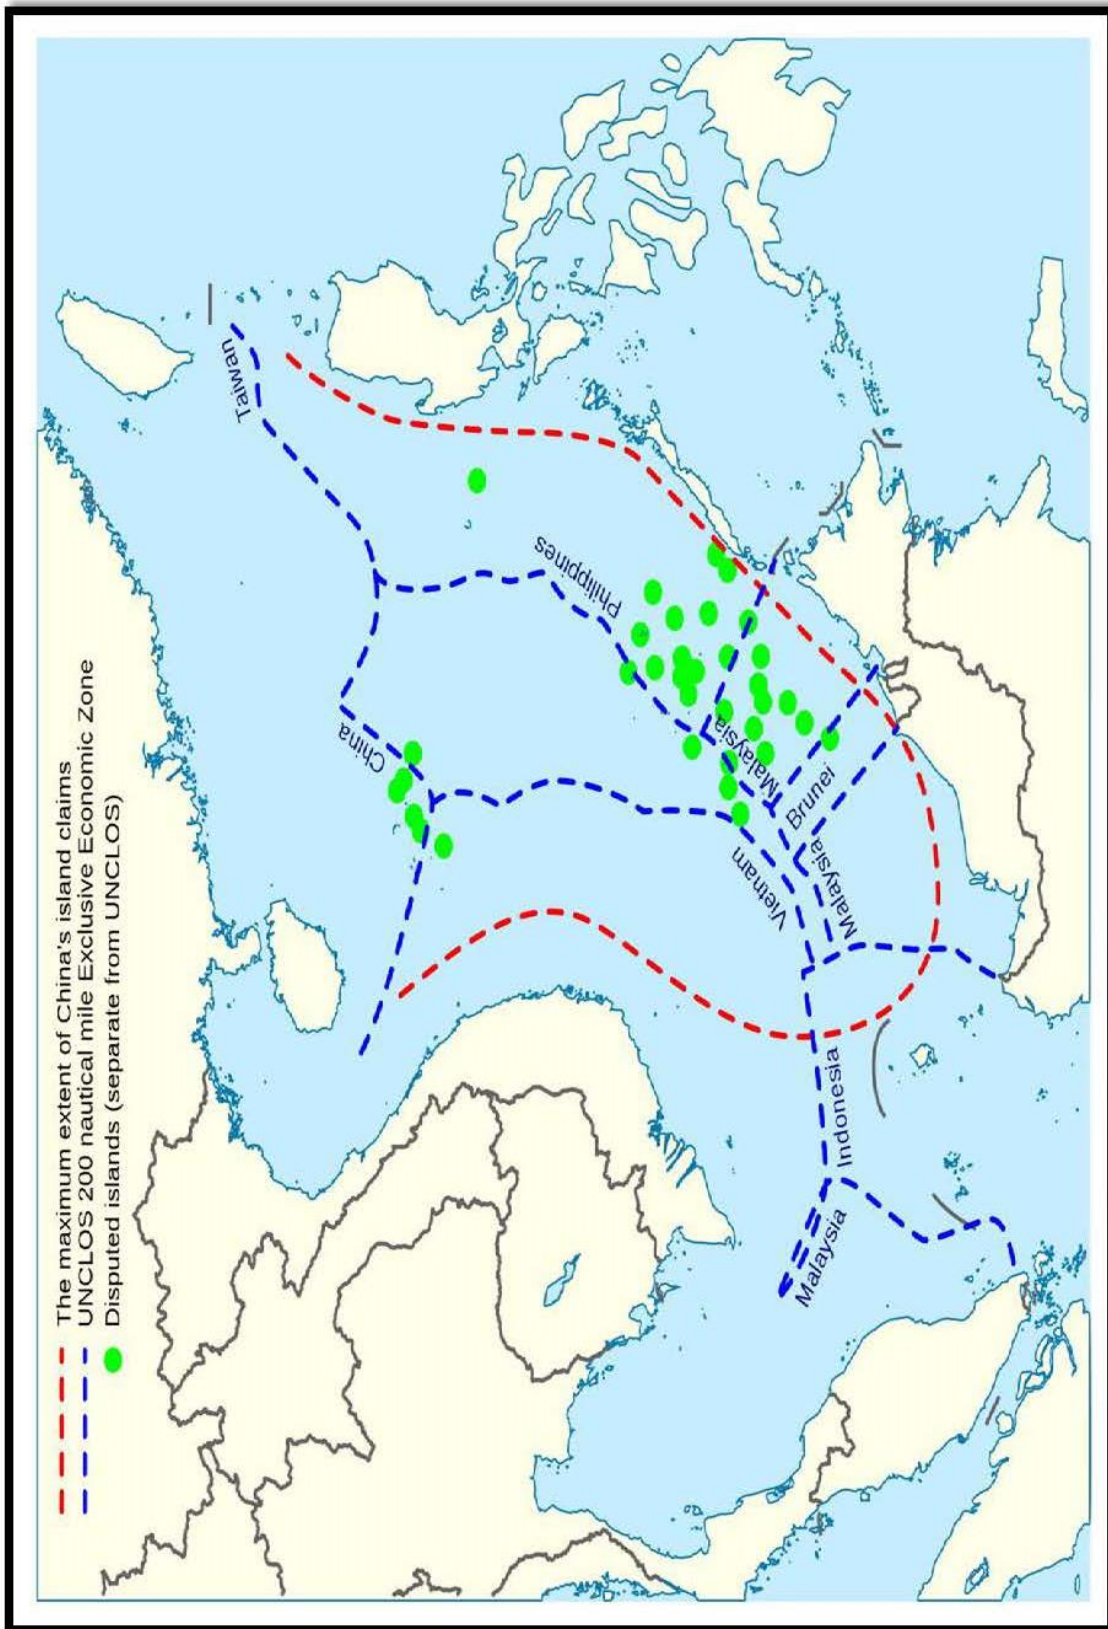 The maximum extent of China's island claims
UNCLOS 200 nautical mile Exclusive Economic Zone
Disputed islands (separate from UNCLOS)
Taiwan
China
Philippines
Malaysia
Vietnam
Brunei
Malaysia
Indonesia
Malaysia